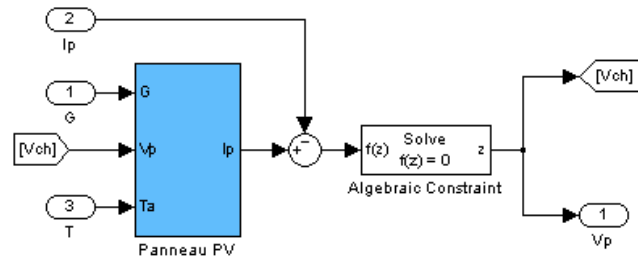 2
Ip
1
G
[Vch]
3
T
G
Vp
Ip
Ta
Panneau PV
+
−
f(z)
Solve
f(z) = 0
z
Algebraic Constraint
[Vch]
1
Vp